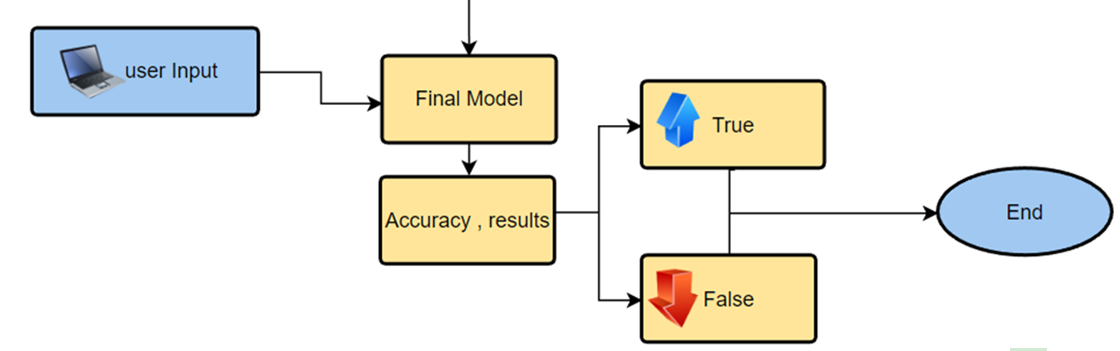 user Input
Final Model
True
Accuracy , results
End
False